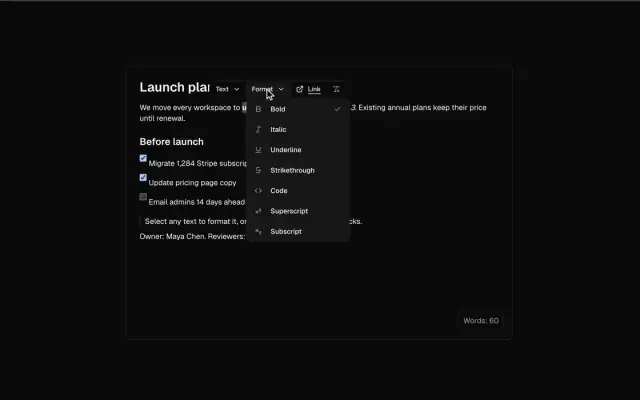 Launch plan
Text Format Link
We move every workspace to u 3. Existing annual plans keep their price
until renewal.
Bold
Italic
Before launch
Underline
Migrate 1,284 Stripe subscrip
Strikethrough
Update pricing page copy
Code
Email admins 14 days ahead
Superscript
Select any text to format it, or cks.
Subscript
Owner: Maya Chen. Reviewers:
Words: 60